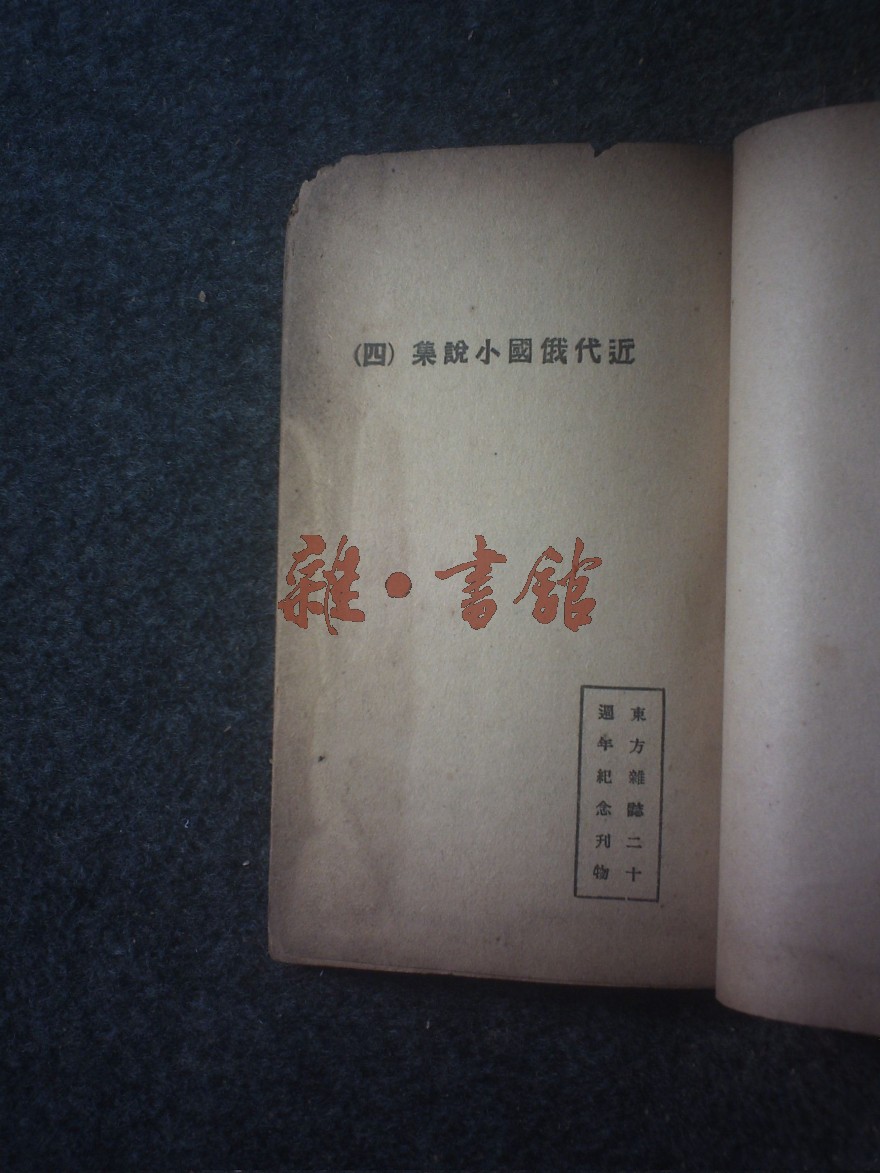 近代俄國小說集（四）
雜·書館
東方雜誌二十
週年紀念刊物